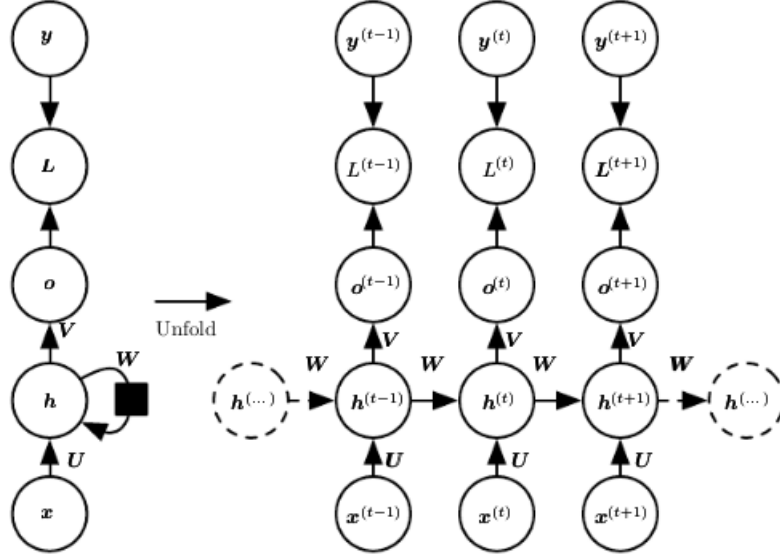 y y^(t−1) y^(t) y^(t+1)
L L^(t−1) L^(t) L^(t+1)
o o^(t−1) o^(t) o^(t+1)
Unfold
V V V V
W W W W W
h h^(...) h^(t−1) h^(t) h^(t+1) h^(...)
U U U U
x x^(t−1) x^(t) x^(t+1)